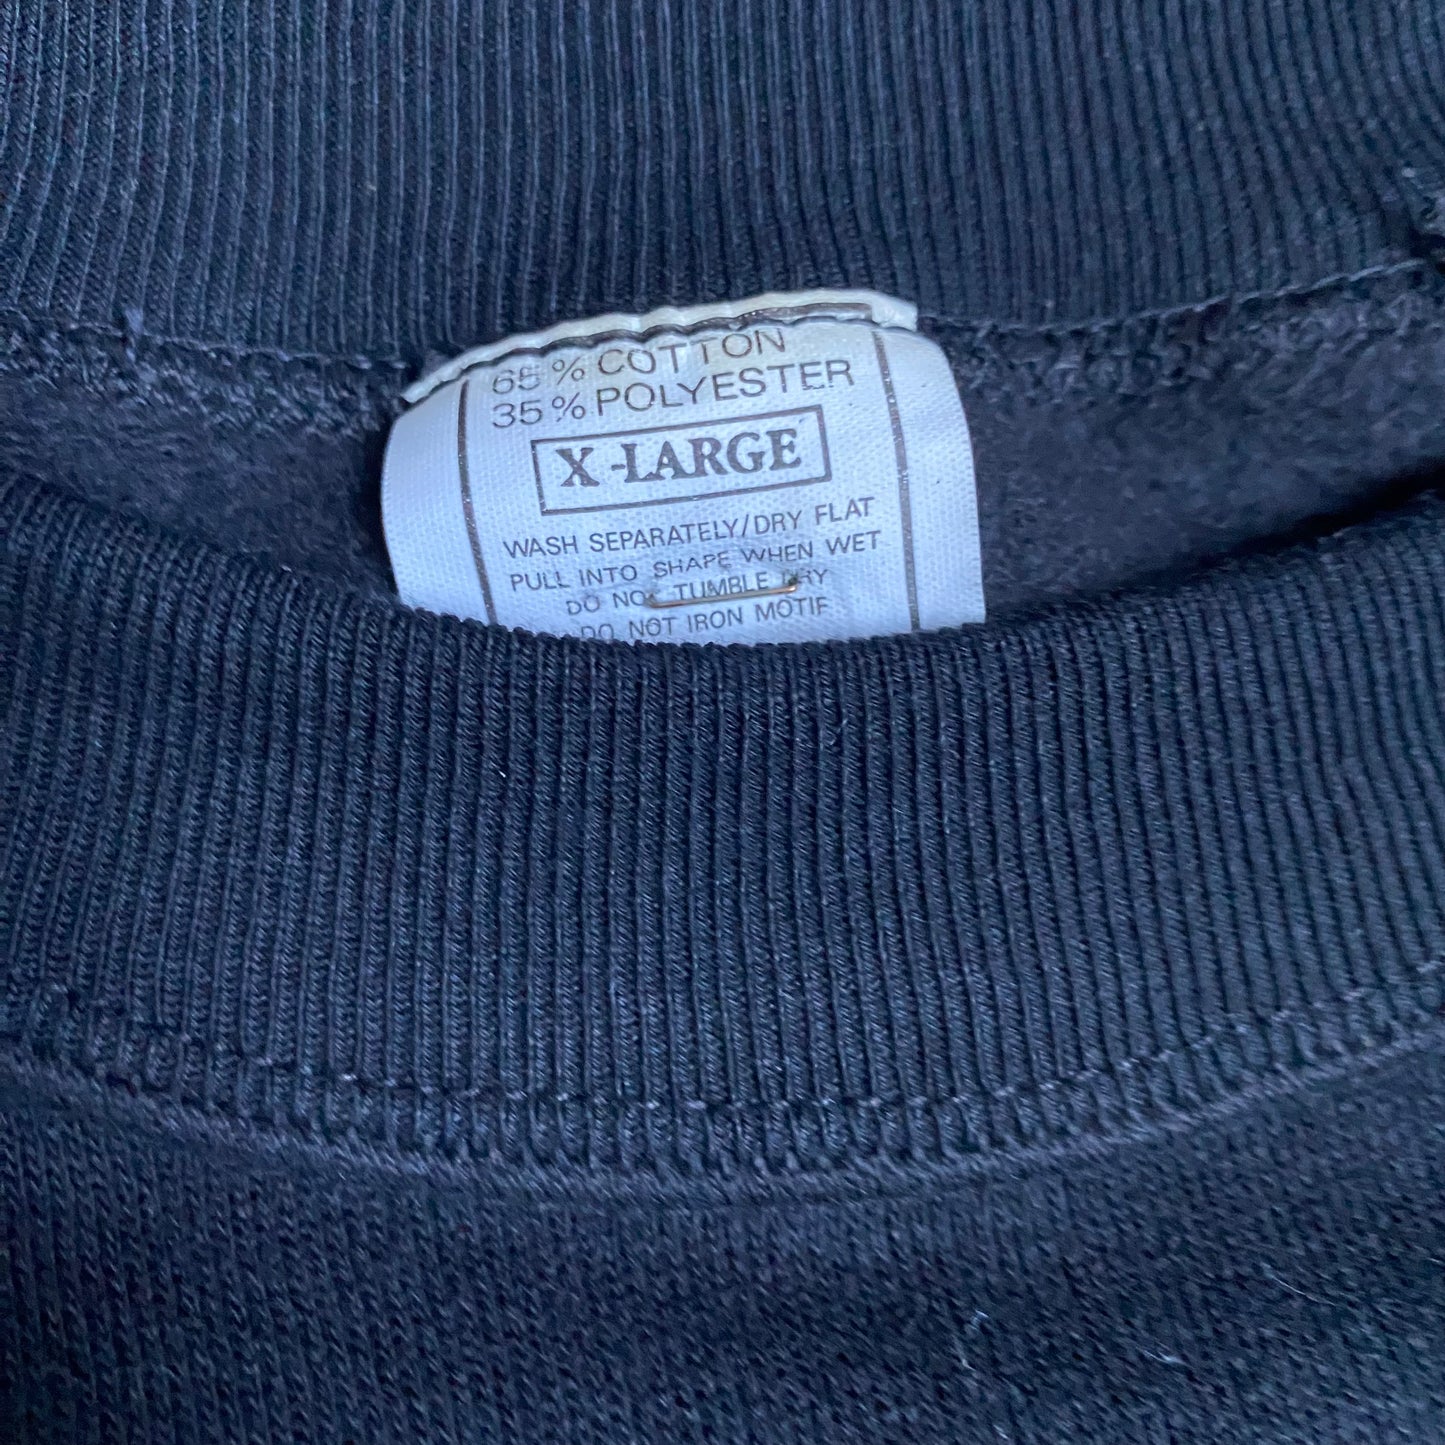 65% COTTON
35% POLYESTER
X-LARGE
WASH SEPARATELY/DRY FLAT
PULL INTO SHAPE WHEN WET
DO NOT TUMBLE DRY
DO NOT IRON MOTIF